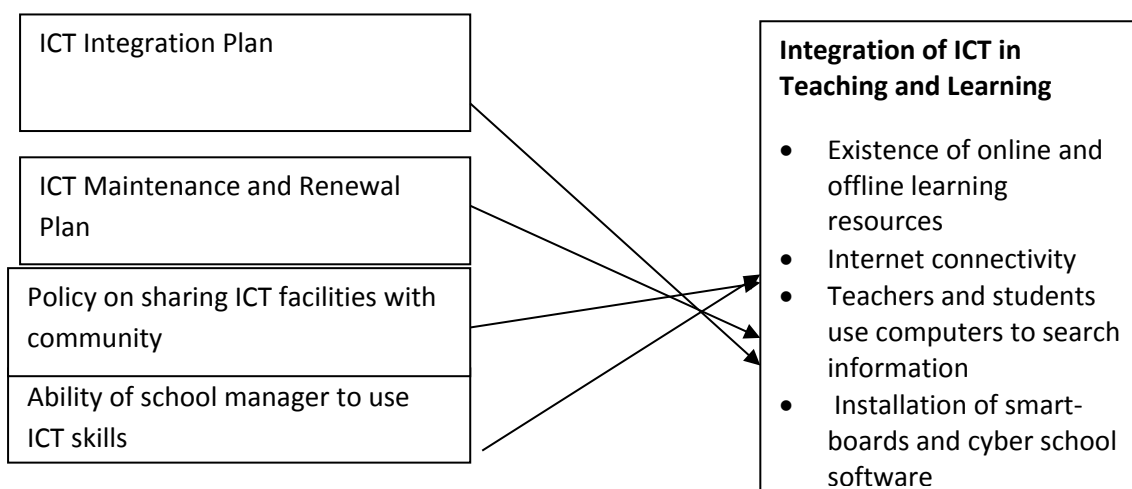 ICT Integration Plan
ICT Maintenance and Renewal
Plan
Policy on sharing ICT facilities with
community
Ability of school manager to use
ICT skills
Integration of ICT in
Teaching and Learning
• Existence of online and
offline learning
resources
• Internet connectivity
• Teachers and students
use computers to search
information
• Installation of smart-
boards and cyber school
software